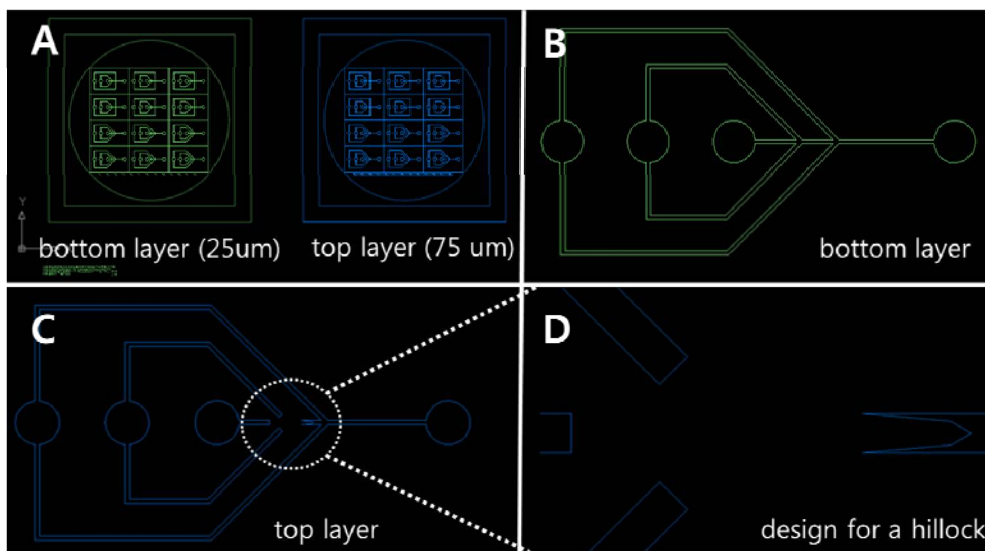 A
bottom layer (25um)
top layer (75 um)
Y
B
bottom layer
C
top layer
D
design for a hillock